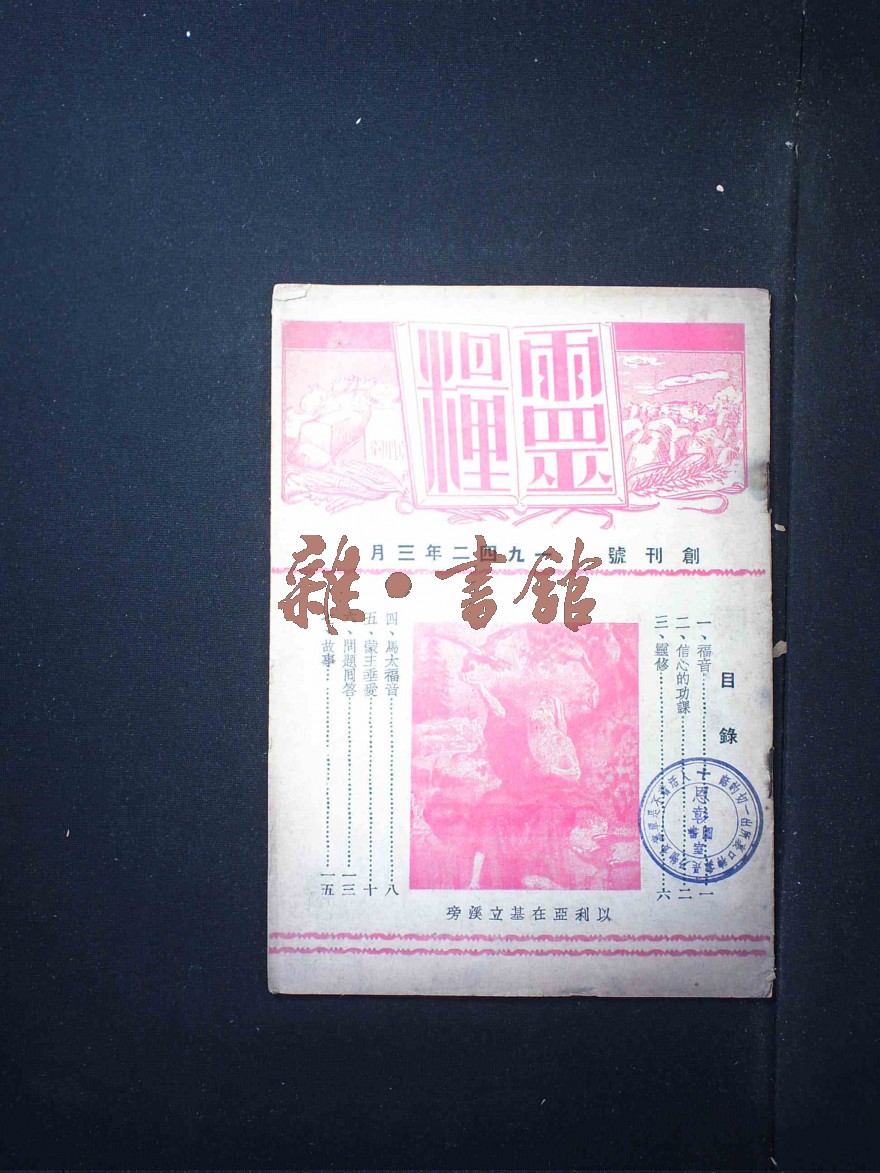 靈糧
創刊號 一九四二年三月
雜·書館
目錄
一、福音……一
二、信心的功課……二
三、靈修……六
四、馬太福音……八
五、蒙主垂愛……十
、問題回答……一三
故事……一五
以利亞在基立溪旁